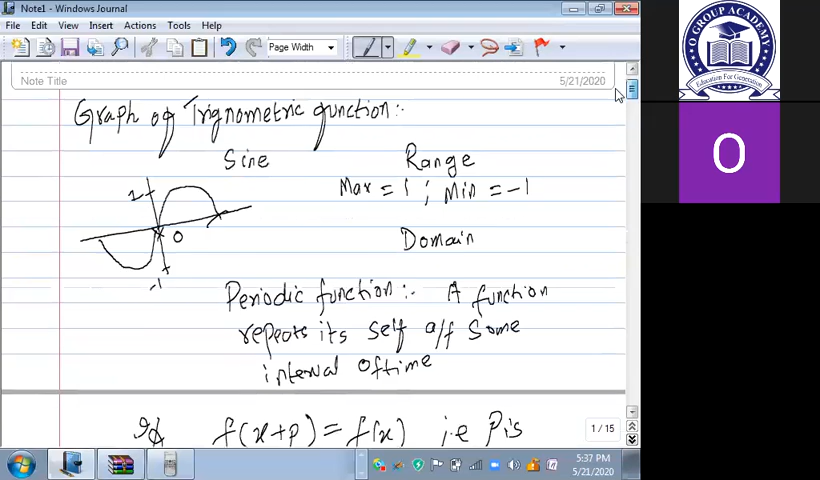 Note1 - Windows Journal
File Edit View Insert Actions Tools Help
Page Width
Note Title
5/21/2020
Graph of Trignometric function:-
Sine
Range
Max = 1 ; Min = -1
1
0
-1
Domain
Periodic function :- A function
repeats its self a/f some
interval of time
If f(x+p) = f(x) i.e P is
1 / 15
5:37 PM
5/21/2020
O GROUP ACADEMY
Education For Generation
O